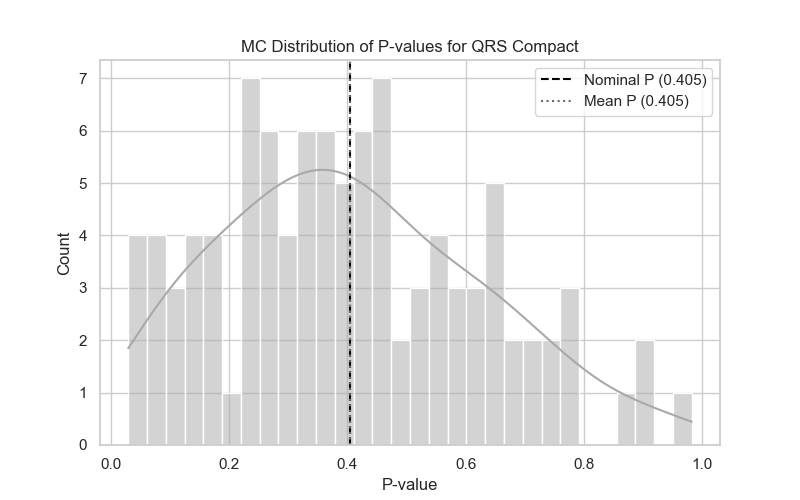 MC Distribution of P-values for QRS Compact
Nominal P (0.405)
Mean P (0.405)
7
6
5
4
3
2
1
0
Count
0.0 0.2 0.4 0.6 0.8 1.0
P-value